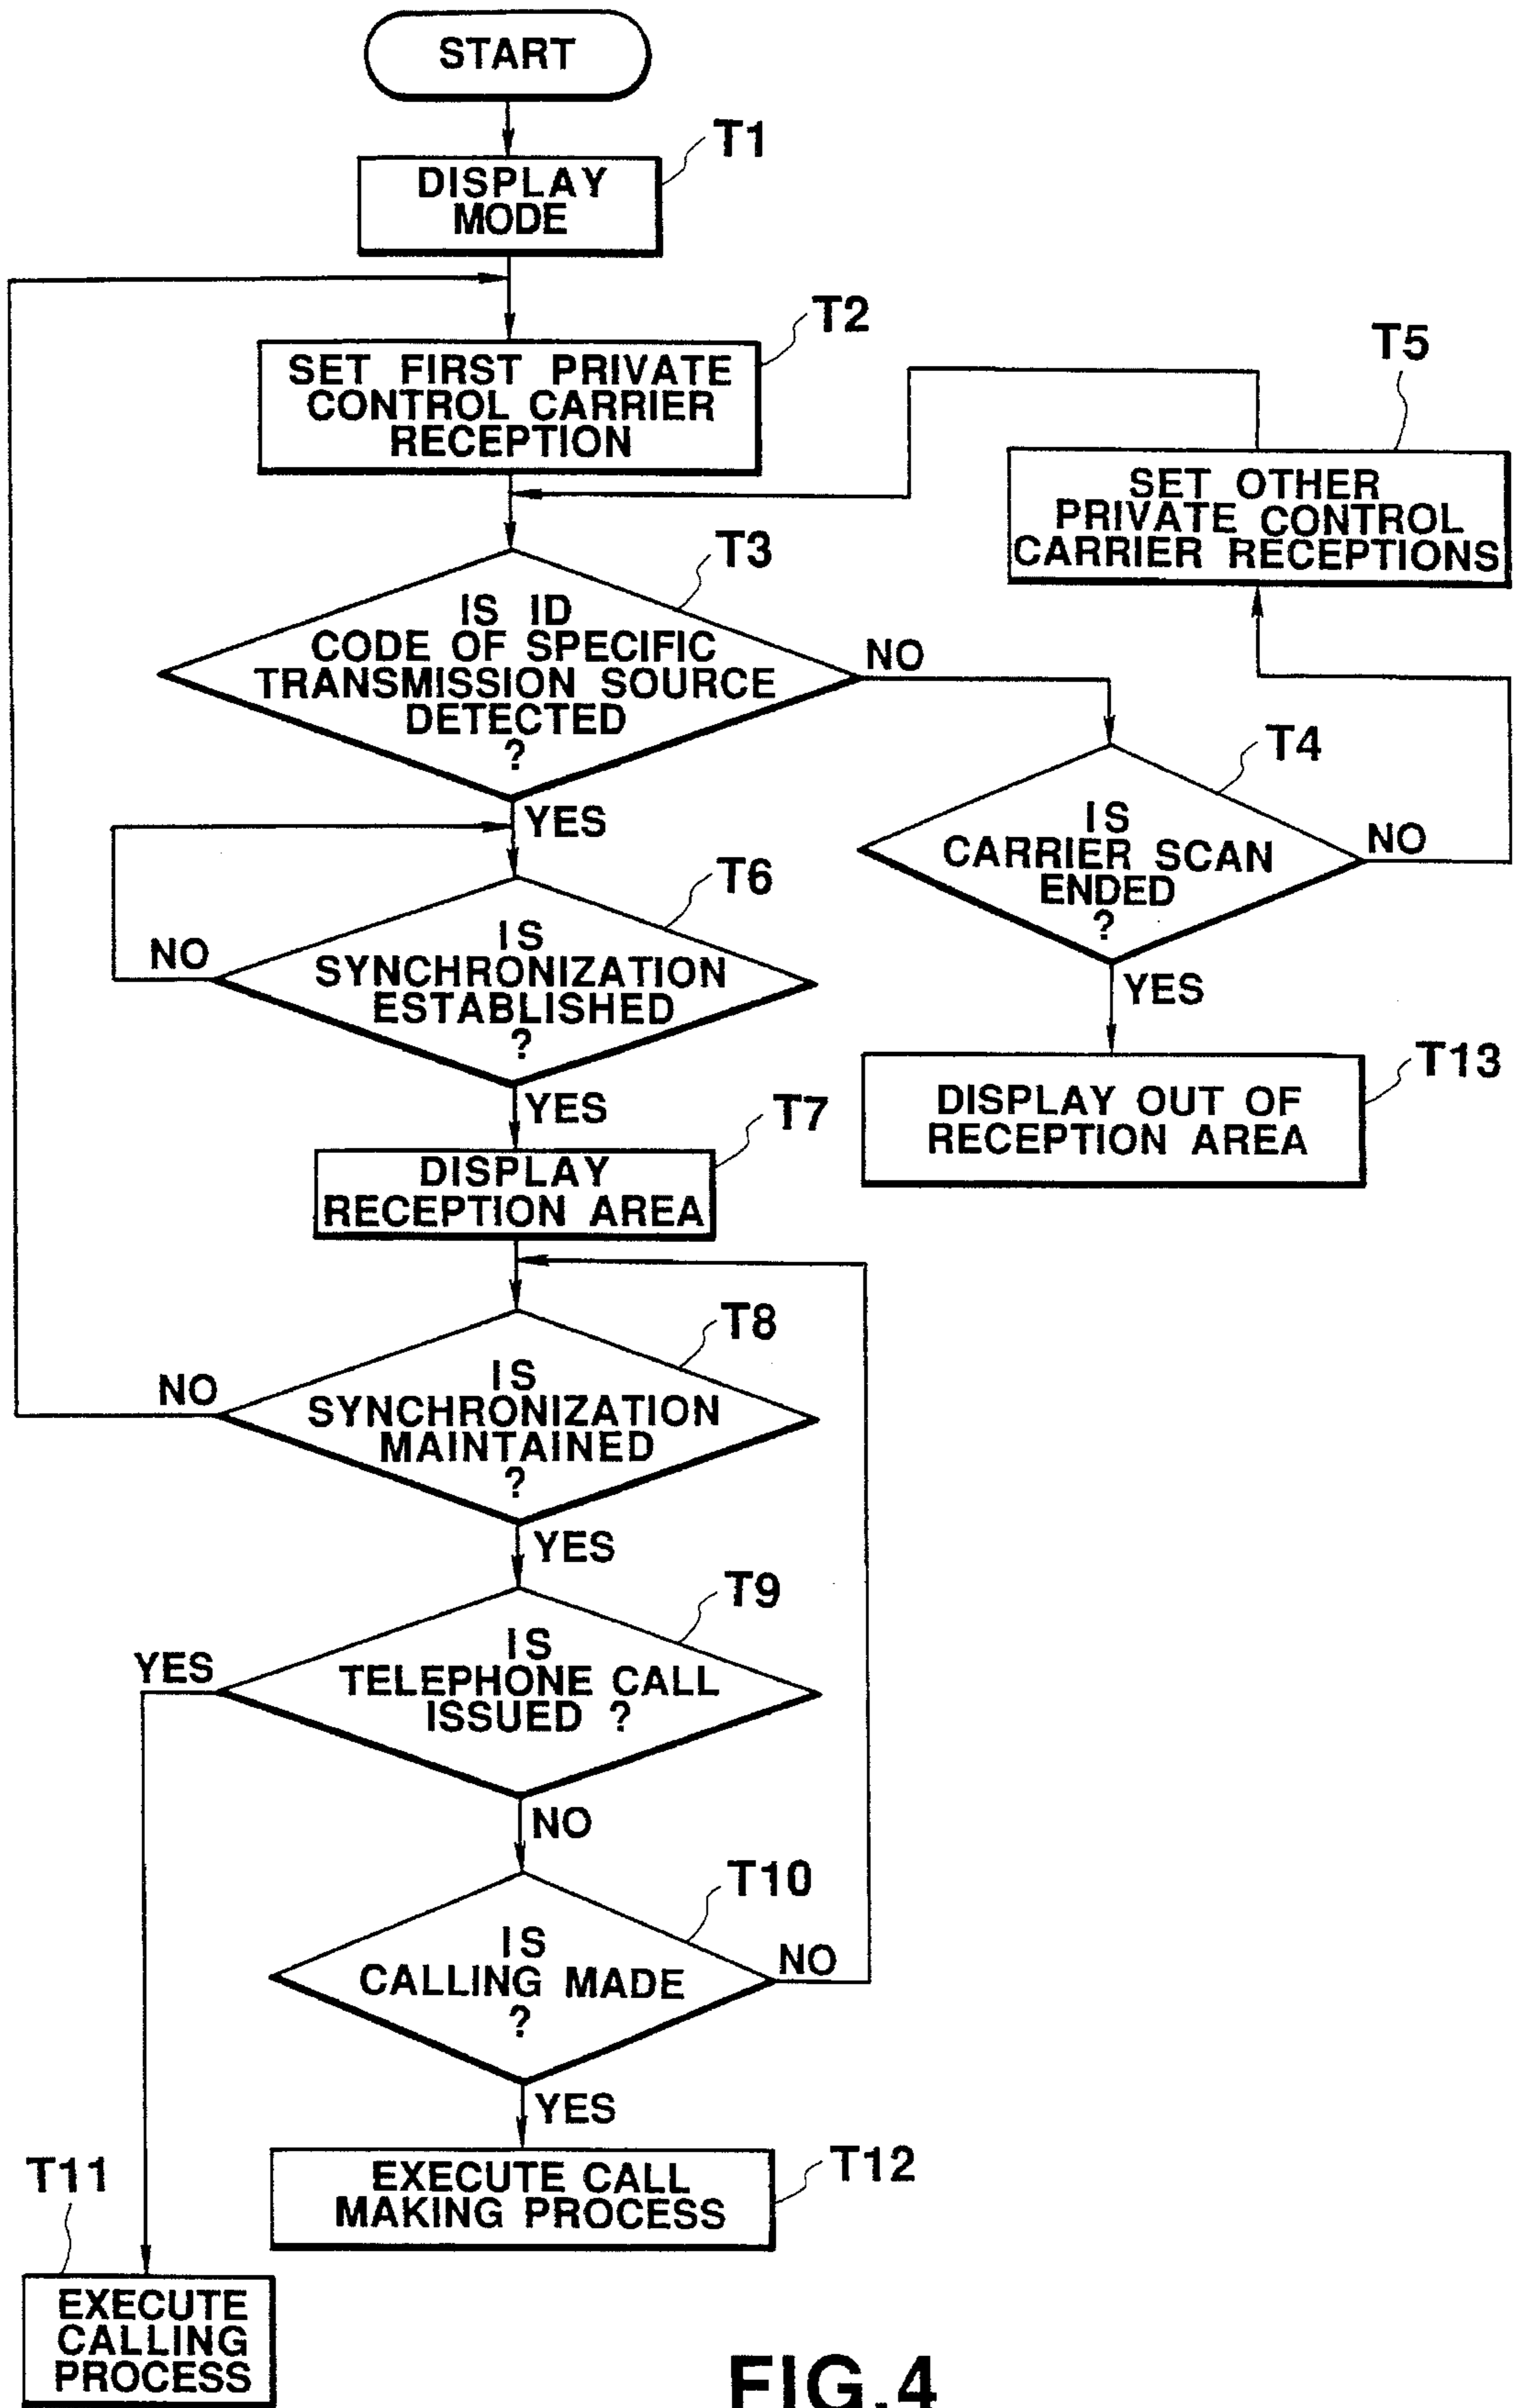 START
T1
DISPLAY
MODE
T2
SET FIRST PRIVATE
CONTROL CARRIER
RECEPTION
T5
SET OTHER
PRIVATE CONTROL
CARRIER RECEPTIONS
T3
IS ID
CODE OF SPECIFIC
TRANSMISSION SOURCE
DETECTED
?
NO
YES
T4
IS
CARRIER SCAN
ENDED
?
NO
YES
T6
IS
SYNCHRONIZATION
ESTABLISHED
?
NO
YES
T13
DISPLAY OUT OF
RECEPTION AREA
T7
DISPLAY
RECEPTION AREA
T8
IS
SYNCHRONIZATION
MAINTAINED
?
NO
YES
T9
IS
TELEPHONE CALL
ISSUED ?
YES
NO
T10
IS
CALLING MADE
?
NO
YES
T12
EXECUTE CALL
MAKING PROCESS
T11
EXECUTE
CALLING
PROCESS
FIG.4